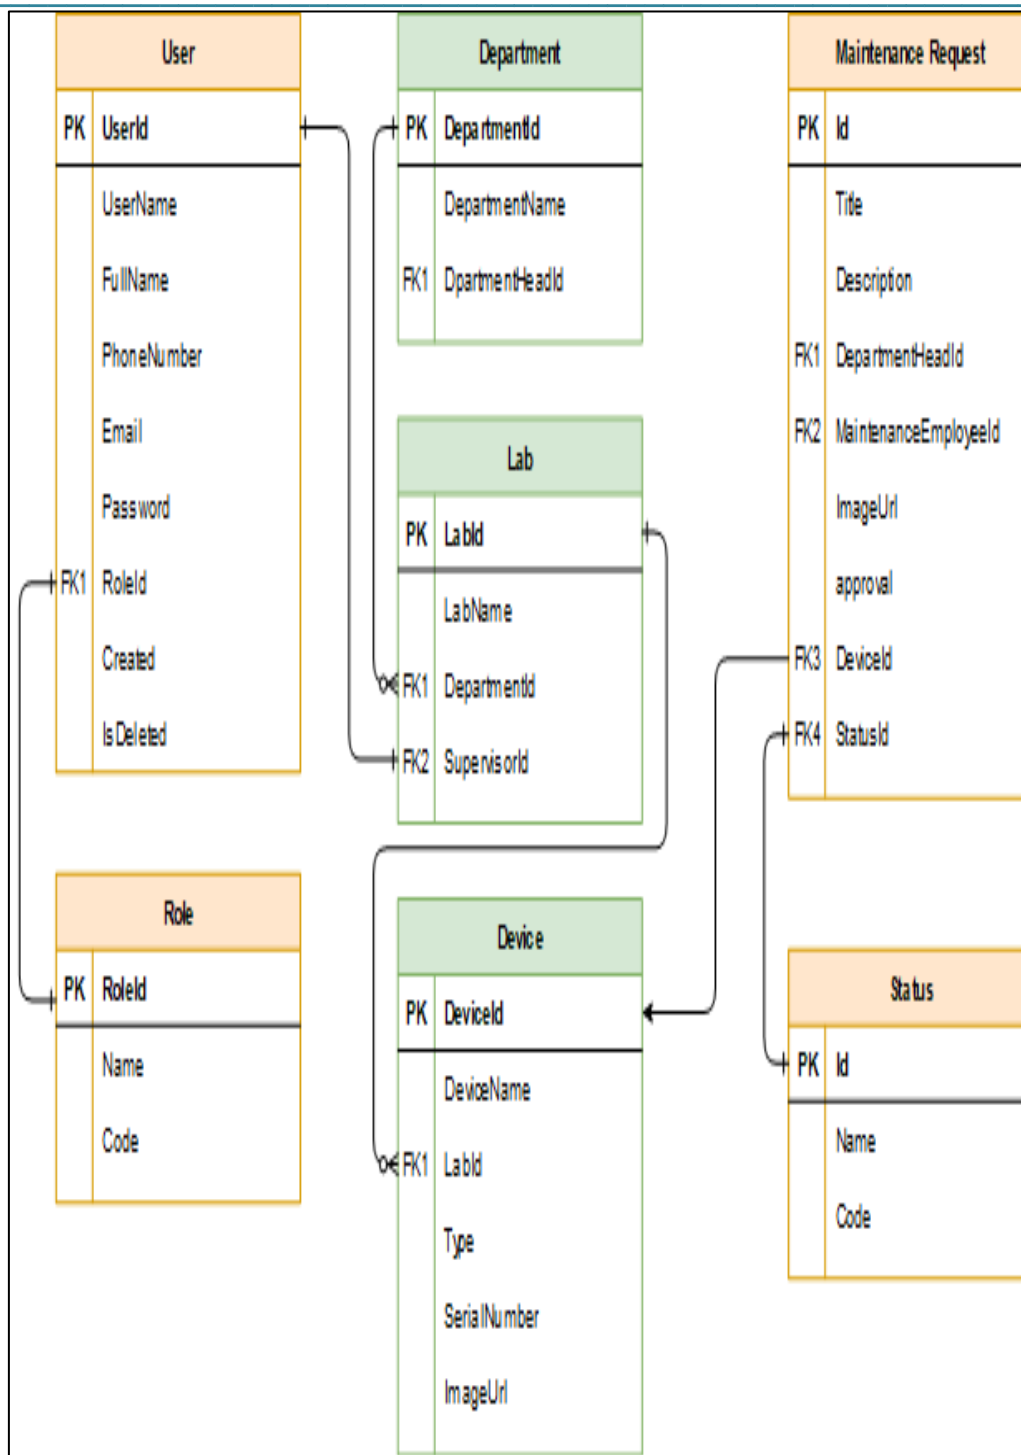 User
PK UserId
UserName
FullName
PhoneNumber
Email
Password
FK1 RoleId
Created
IsDeleted
Role
PK RoleId
Name
Code
Department
PK DepartmentId
DepartmentName
FK1 DpartmentHeadId
Lab
PK LabId
LabName
FK1 DepartmentId
FK2 SupervisorId
Device
PK DeviceId
DeviceName
FK1 LabId
Type
SerialNumber
ImageUrl
Maintenance Request
PK Id
Title
Description
FK1 DepartmentHeadId
FK2 MaintenanceEmployeeId
ImageUrl
approval
FK3 DeviceId
FK4 StatusId
Status
PK Id
Name
Code